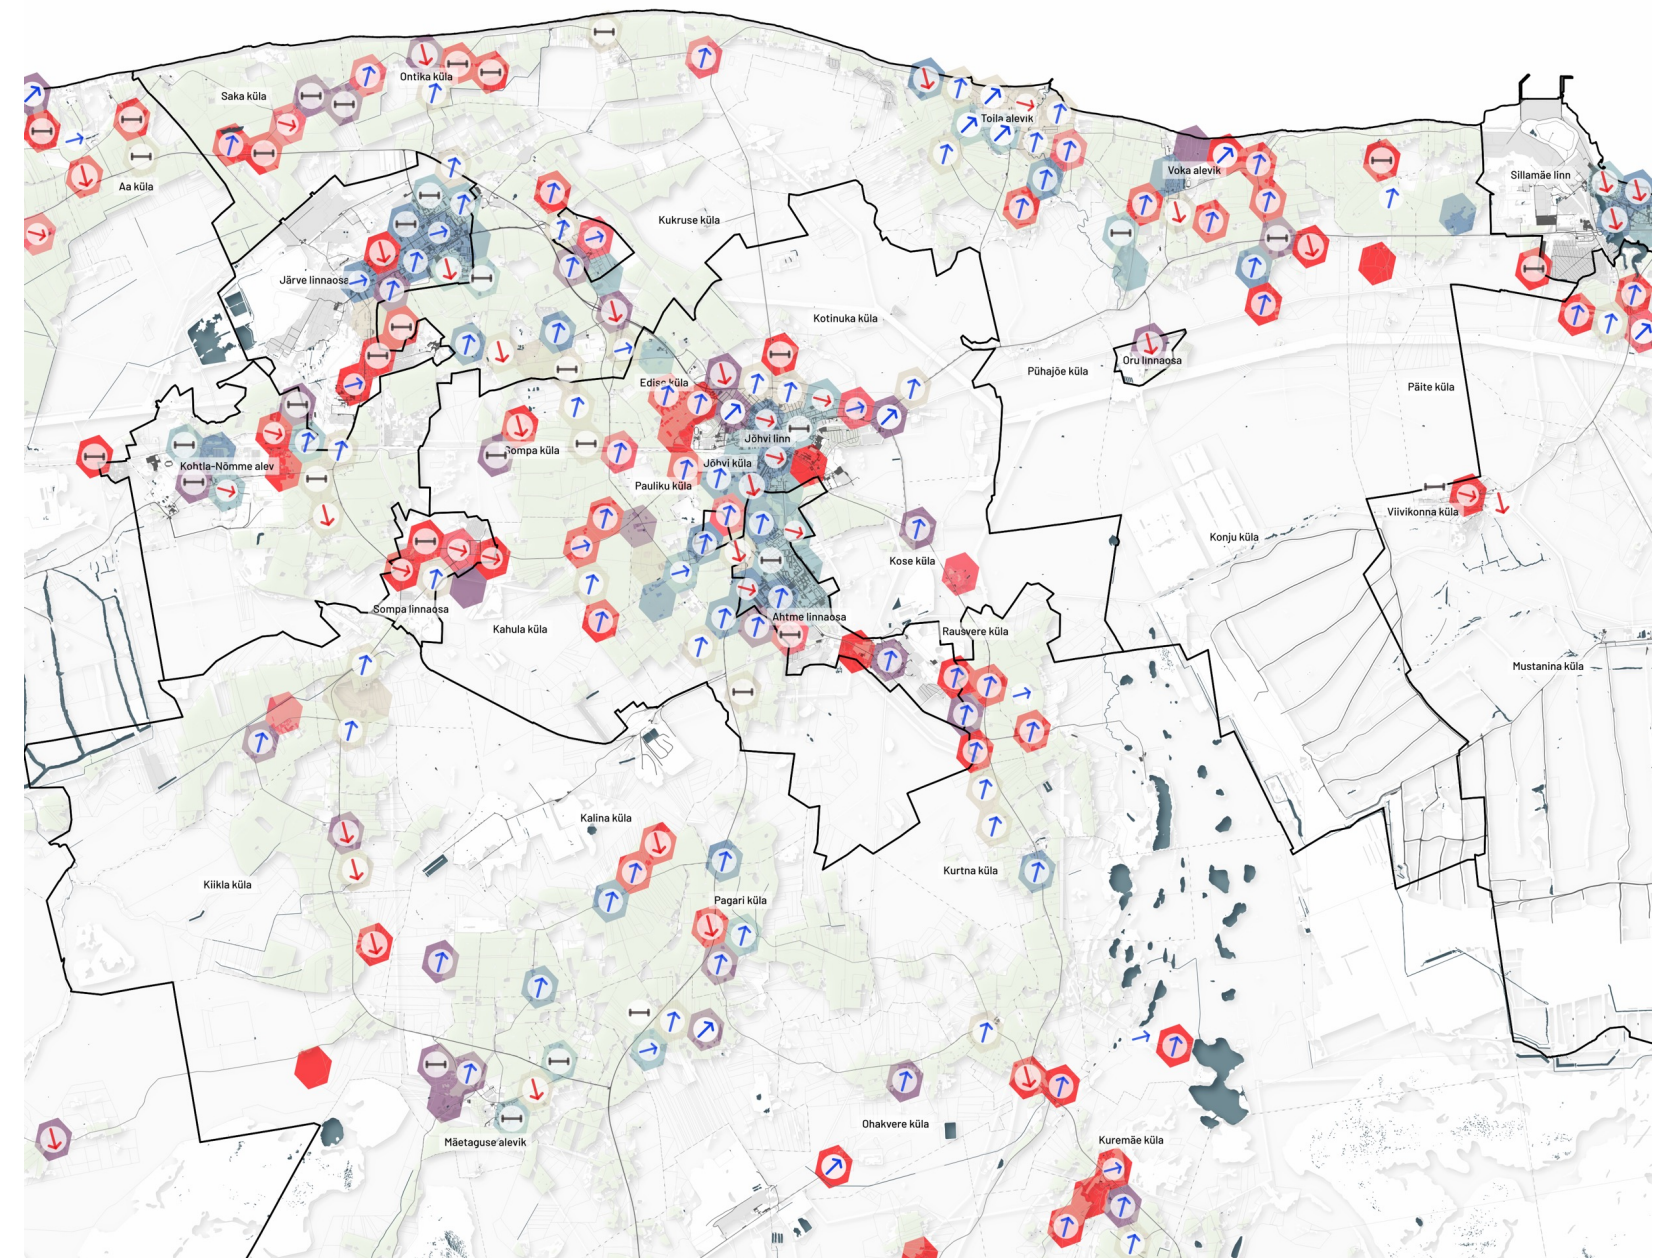 Ontika küla
Saka küla
Toila alevik
Voka alevik
Sillamäe linn
Aa küla
Kukruse küla
Järve linnaosa
Kotinuka küla
Oru linnaosa
Pühajõe küla
Edise küla
Päite küla
Jõhvi linn
Sompa küla
Jõhvi küla
Kohtla-Nõmme alev
Pauliku küla
Viivikonna küla
Konju küla
Kose küla
Sompa linnaosa
Ahtme linnaosa
Kahula küla
Rausvere küla
Mustanina küla
Kalina küla
Kurtna küla
Kiikla küla
Pagari küla
Ohakvere küla
Mäetaguse alevik
Kuremäe küla